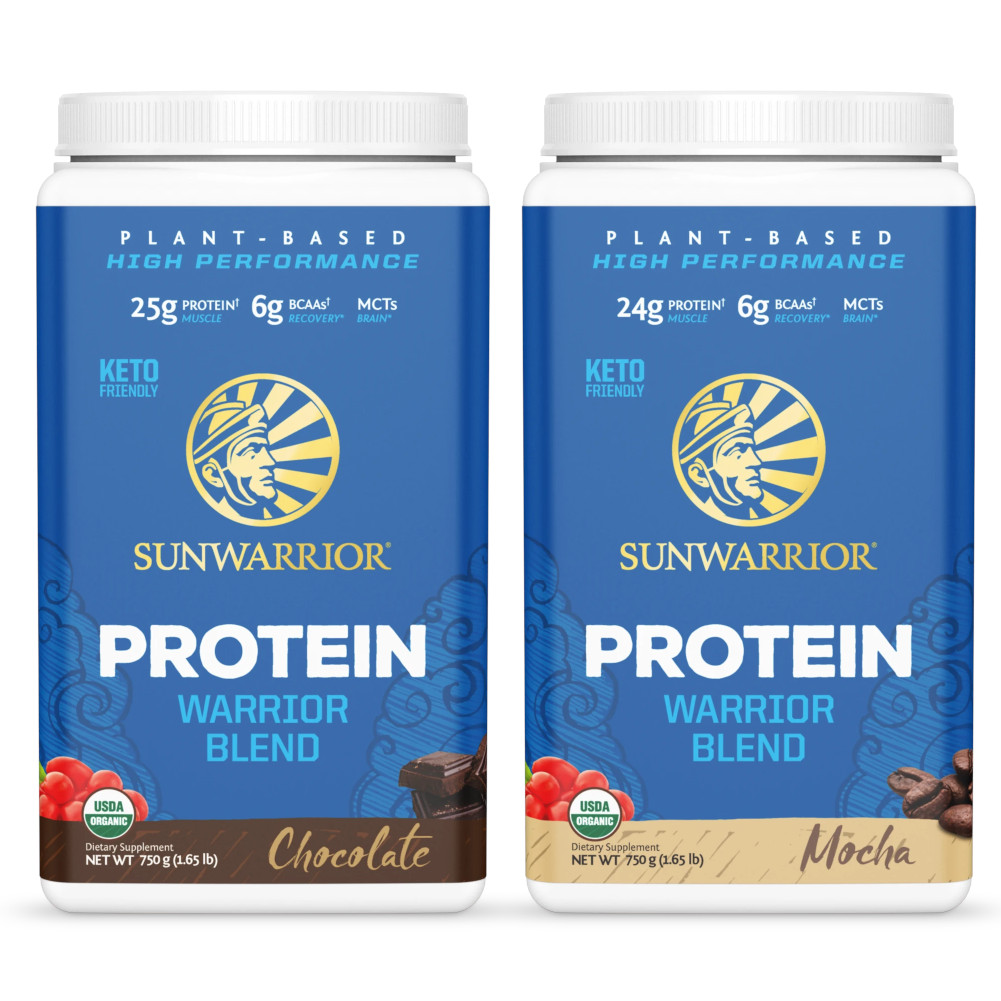 PLANT-BASED
HIGH PERFORMANCE
25g PROTEIN† MUSCLE 6g BCAAs† RECOVERY* MCTs BRAIN*
KETO
FRIENDLY
SUNWARRIOR®
PROTEIN
WARRIOR
BLEND
USDA
ORGANIC
Dietary Supplement
NET WT 750 g (1.65 lb)
Chocolate
PLANT-BASED
HIGH PERFORMANCE
24g PROTEIN† MUSCLE 6g BCAAs† RECOVERY* MCTs BRAIN*
KETO
FRIENDLY
SUNWARRIOR®
PROTEIN
WARRIOR
BLEND
USDA
ORGANIC
Dietary Supplement
NET WT 750 g (1.65 lb)
Mocha